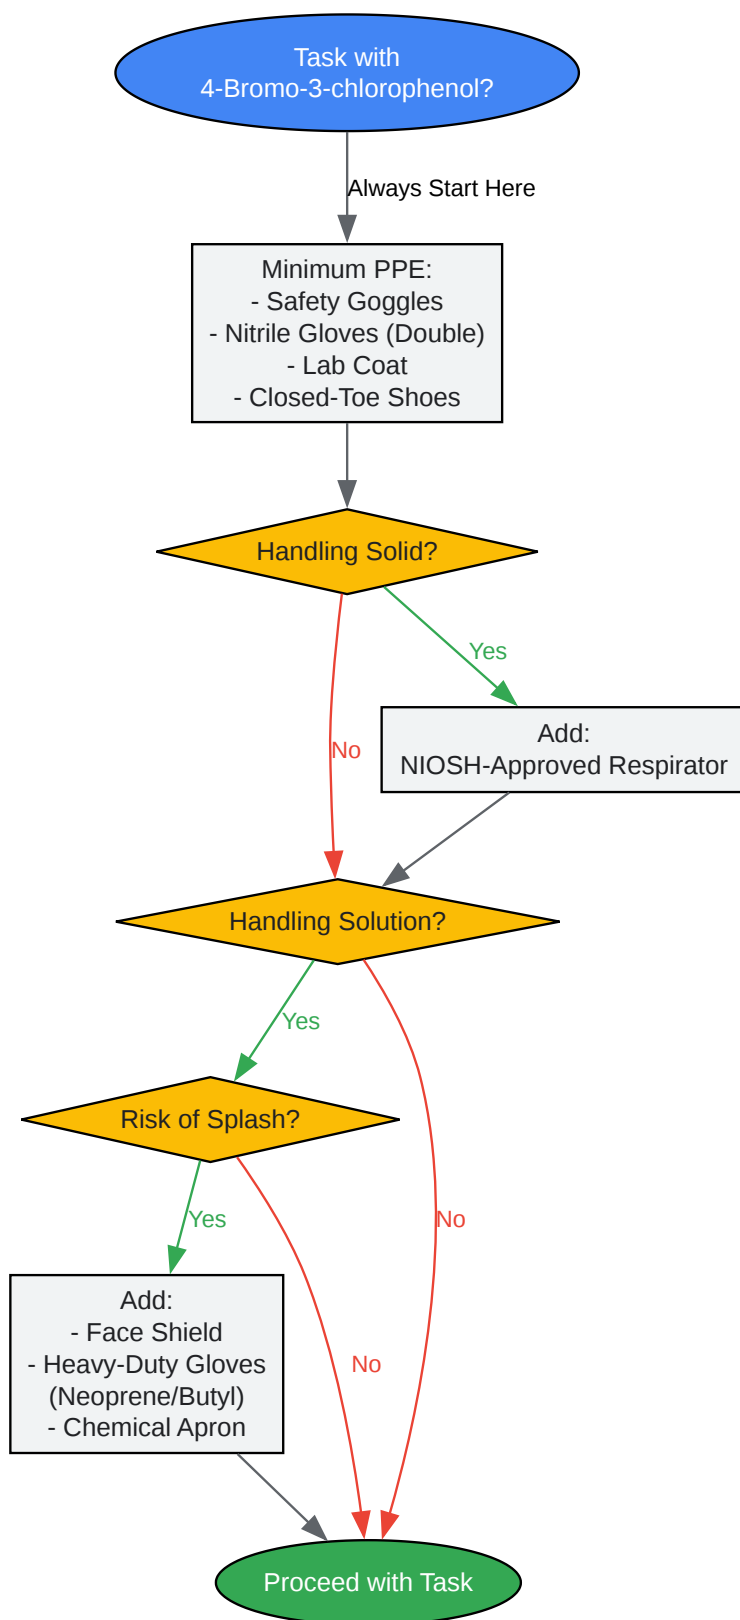 Task with
4-Bromo-3-chlorophenol?
Always Start Here
Minimum PPE:
- Safety Goggles
- Nitrile Gloves (Double)
- Lab Coat
- Closed-Toe Shoes
Handling Solid?
Yes
No
Add:
NIOSH-Approved Respirator
Handling Solution?
Yes
Risk of Splash?
Yes
No
Add:
- Face Shield
- Heavy-Duty Gloves
(Neoprene/Butyl)
- Chemical Apron
No
Proceed with Task